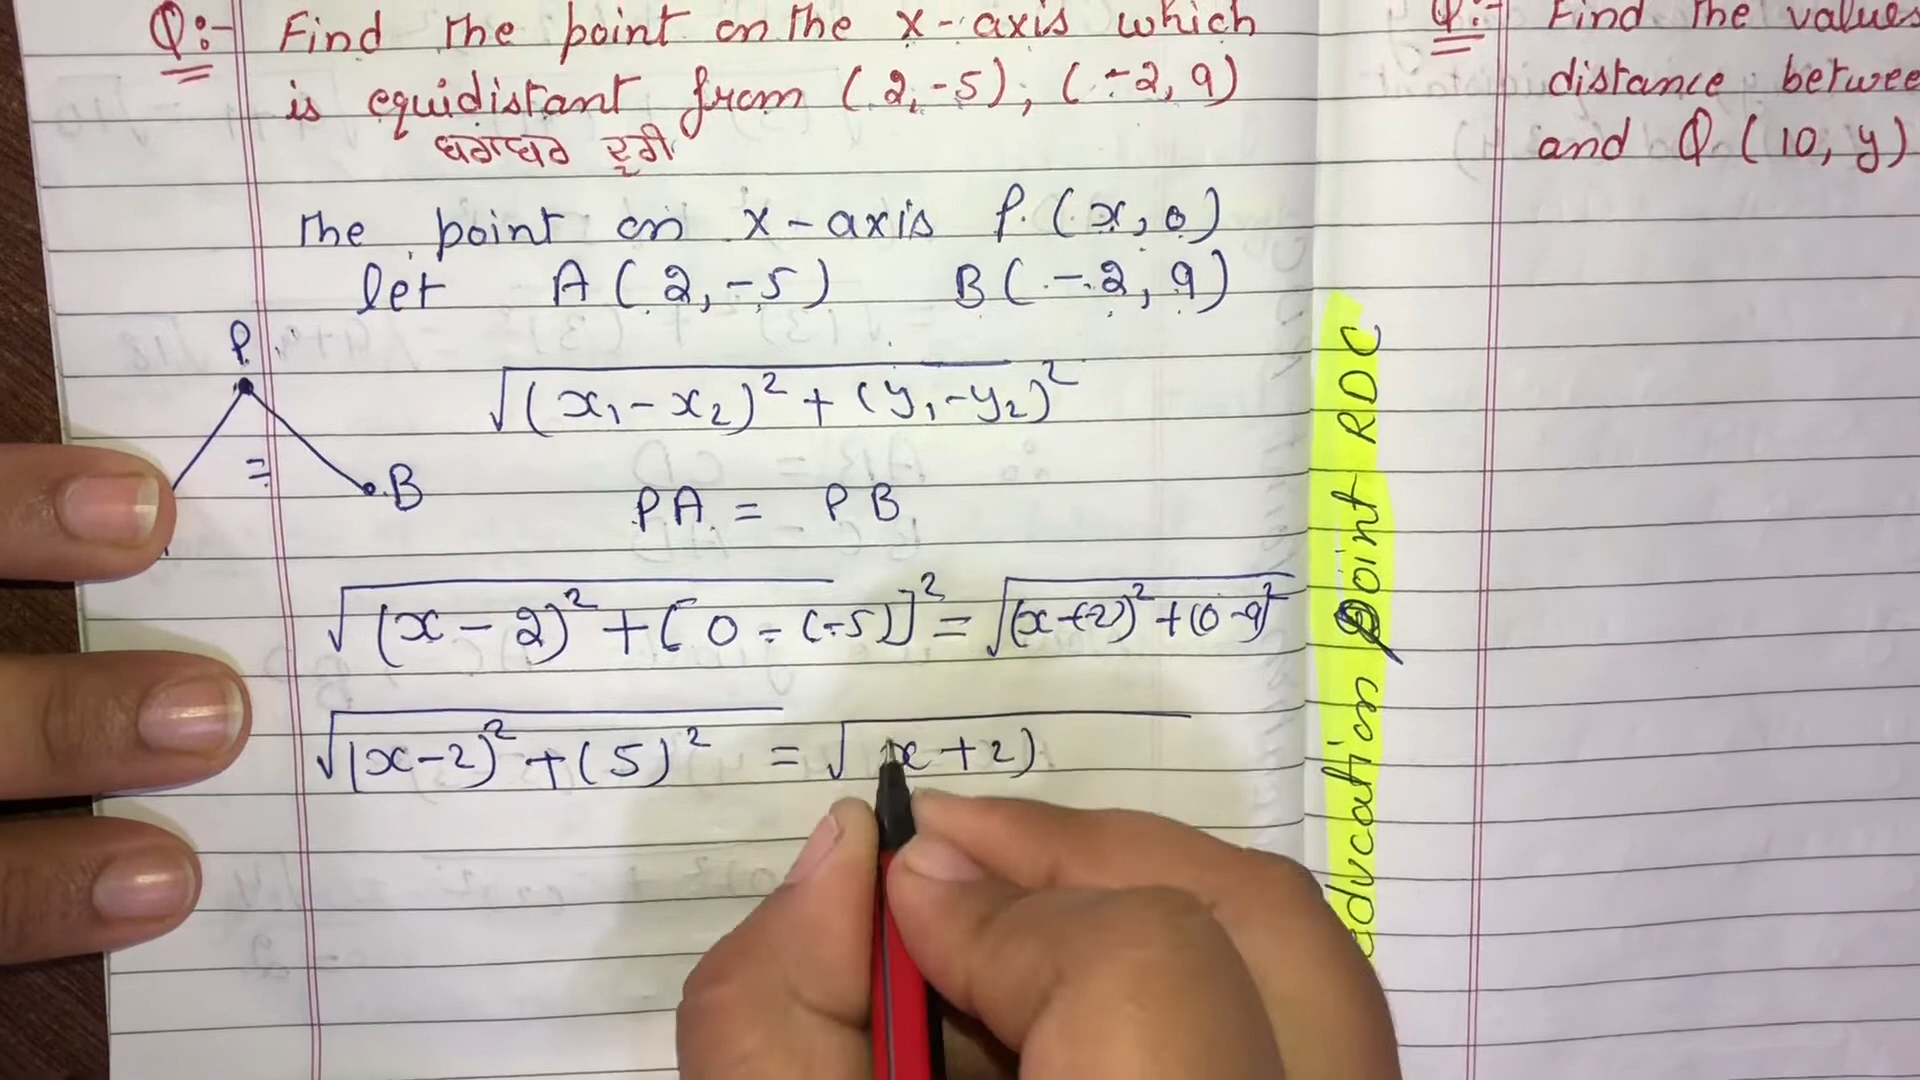 Q:- Find the point on the x-axis which
is equidistant from (2,-5), (-2,9)
ਬਰਾਬਰ ਦੂਰੀ
The point on x-axis P(x,0)
let A(2,-5) B(-2,9)
P
√(x₁-x₂)²+(y₁-y₂)²
=
B
PA = PB
√(x-2)²+[0-(-5)]² = √(x+2)²+(0-9)²
√(x-2)²+(5)² = √x+2)
Education Point RDC
Q:- Find the values
distance betwee
and Q(10,y)